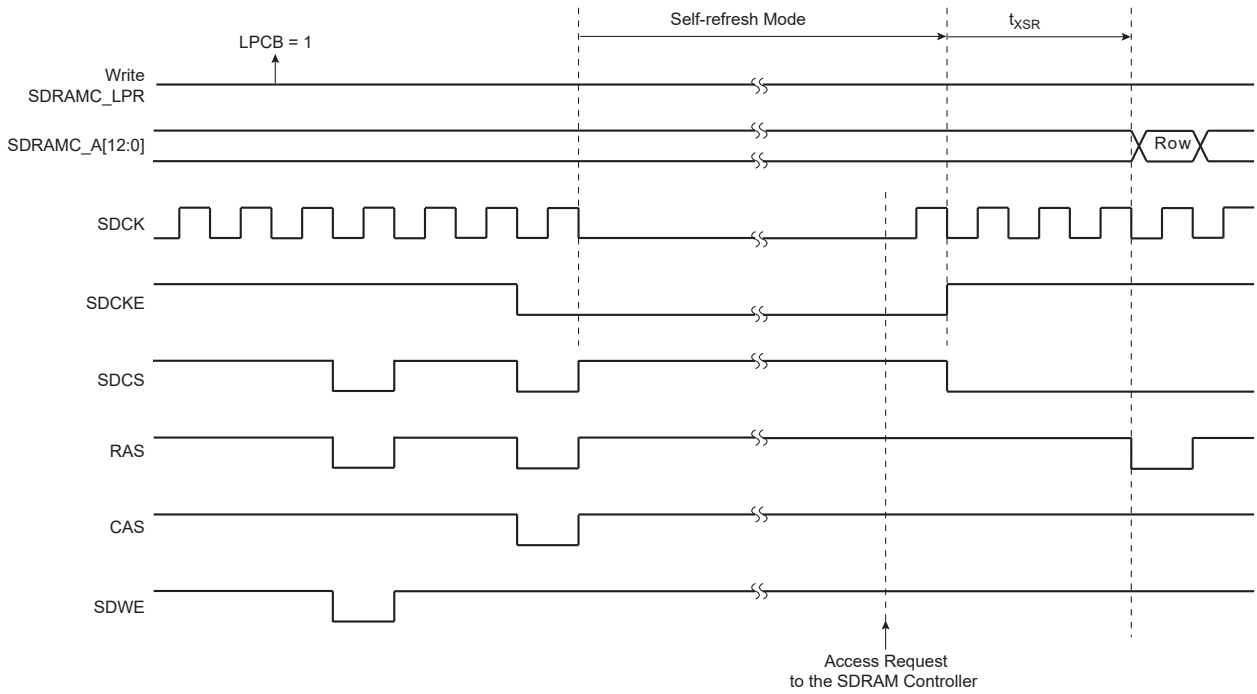 Self-refresh Mode
tXSR
LPCB = 1
Write
SDRAMC_LPR
SDRAMC_A[12:0]
Row
SDCK
SDCKE
SDCS
RAS
CAS
SDWE
Access Request
to the SDRAM Controller